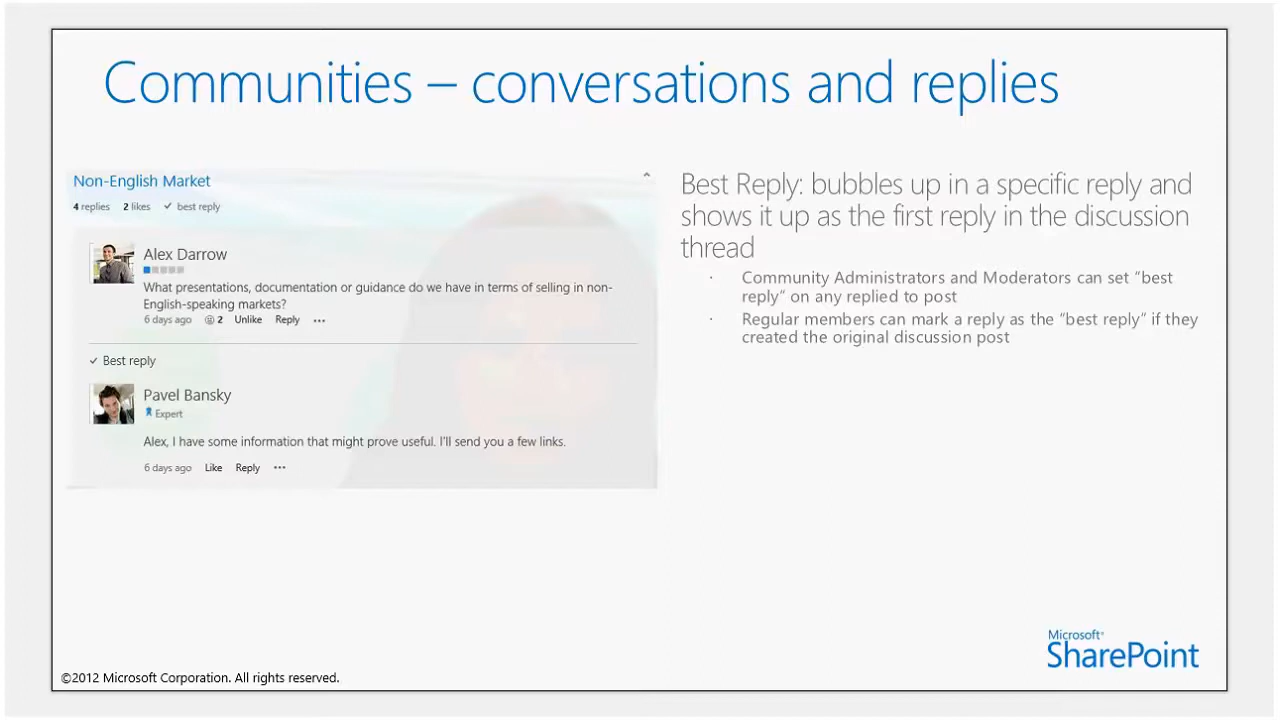 Communities – conversations and replies
Non-English Market
4 replies 2 likes ✓ best reply
Alex Darrow
What presentations, documentation or guidance do we have in terms of selling in non-
English-speaking markets?
6 days ago ☺ 2 Unlike Reply •••
✓ Best reply
Pavel Bansky
Expert
Alex, I have some information that might prove useful. I'll send you a few links.
6 days ago Like Reply •••
Best Reply: bubbles up in a specific reply and
shows it up as the first reply in the discussion
thread
· Community Administrators and Moderators can set “best
reply” on any replied to post
· Regular members can mark a reply as the “best reply” if they
created the original discussion post
Microsoft®
SharePoint
©2012 Microsoft Corporation. All rights reserved.